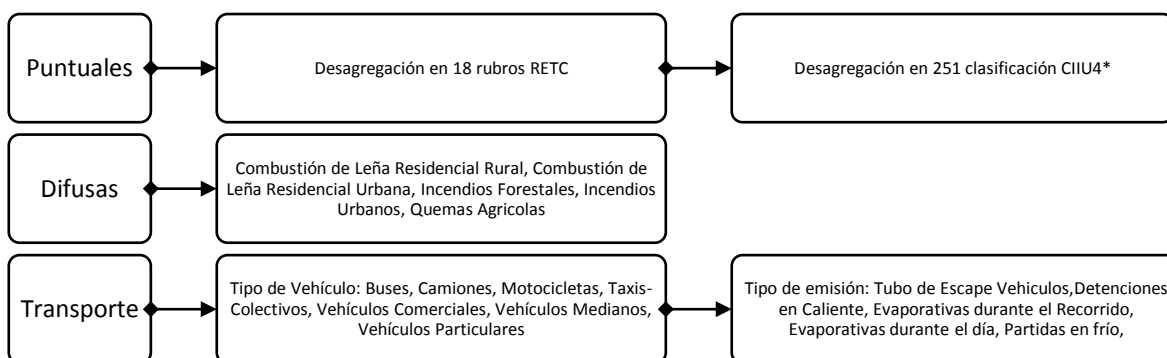 Puntuales
Desagregación en 18 rubros RETC
Desagregación en 251 clasificación CIIU4*
Difusas
Combustión de Leña Residencial Rural, Combustión de
Leña Residencial Urbana, Incendios Forestales, Incendios
Urbanos, Quemas Agricolas
Transporte
Tipo de Vehículo: Buses, Camiones, Motocicletas, Taxis-
Colectivos, Vehículos Comerciales, Vehículos Medianos,
Vehículos Particulares
Tipo de emisión: Tubo de Escape Vehiculos,Detenciones
en Caliente, Evaporativas durante el Recorrido,
Evaporativas durante el día, Partidas en frío,